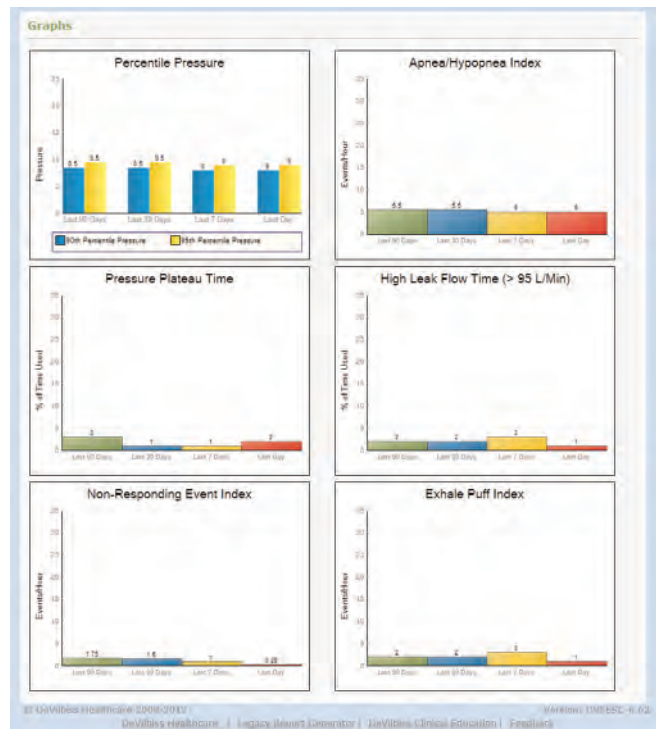 Graphs
Percentile Pressure
Pressure
8.5 9.5 8.5 9.5 8 9 8 9
Last 90 Days Last 30 Days Last 7 Days Last Day
90th Percentile Pressure 95th Percentile Pressure
Apnea/Hypopnea Index
Events/Hour
5.5 5.5 5 5
Last 90 Days Last 30 Days Last 7 Days Last Day
Pressure Plateau Time
% of Time Used
3 1 1 2
Last 90 Days Last 30 Days Last 7 Days Last Day
High Leak Flow Time (> 95 L/Min)
% of Time Used
2 2 3 1
Last 90 Days Last 30 Days Last 7 Days Last Day
Non-Responding Event Index
Events/Hour
1.75 1.5 1 0.25
Last 90 Days Last 30 Days Last 7 Days Last Day
Exhale Puff Index
Events/Hour
2 2 3 1
Last 90 Days Last 30 Days Last 7 Days Last Day
© DeVilbiss Healthcare
DeVilbiss Healthcare | Legacy Report Generator | DeVilbiss Clinical Education | Feedback